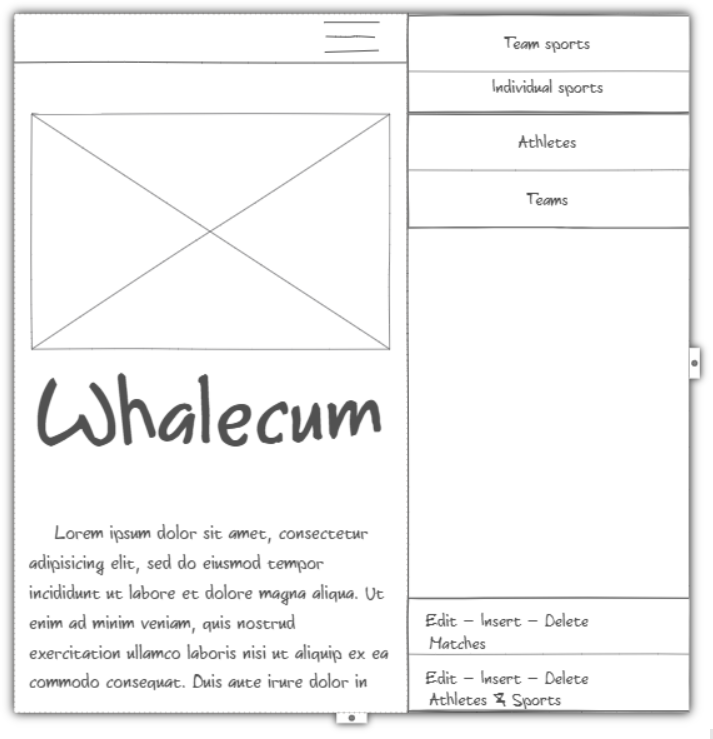 Team sports
Individual sports
Athletes
Teams
Whalecum
Lorem ipsum dolor sit amet, consectetur
adipisicing elit, sed do eiusmod tempor
incididunt ut labore et dolore magna aliqua. Ut
enim ad minim veniam, quis nostrud
exercitation ullamco laboris nisi ut aliquip ex ea
commodo consequat. Duis aute irure dolor in
Edit – Insert – Delete
Matches
Edit – Insert – Delete
Athletes & Sports